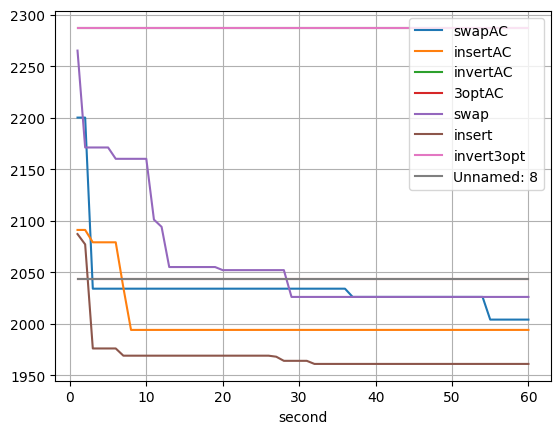 2300
2250
2200
2150
2100
2050
2000
1950
0 10 20 30 40 50 60
second
swapAC
insertAC
invertAC
3optAC
swap
insert
invert3opt
Unnamed: 8